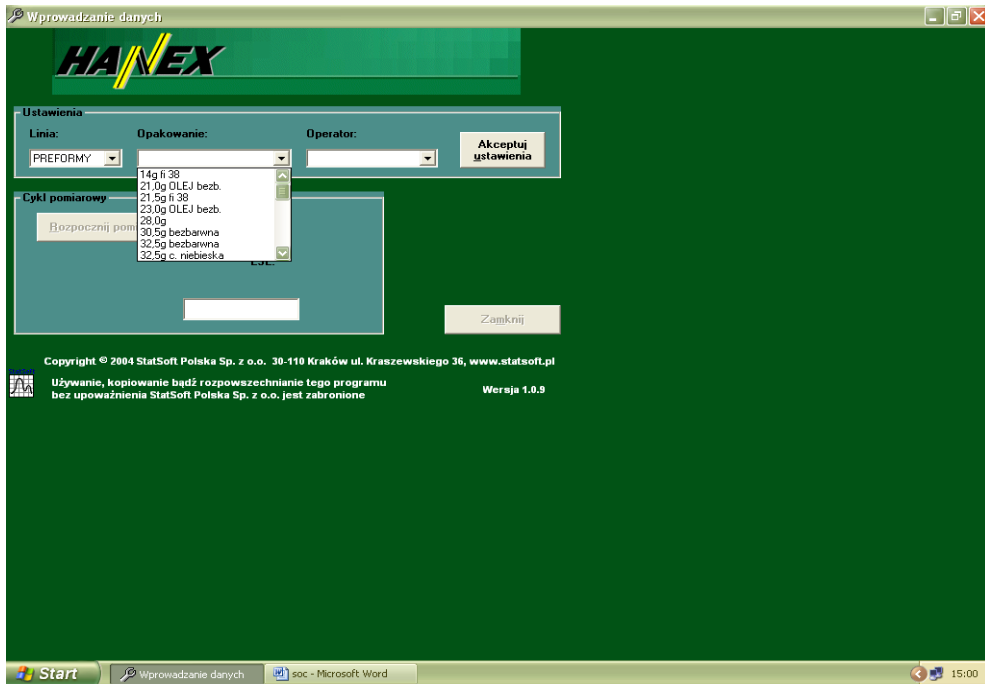 Wprowadzanie danych
HANEX
Ustawienia
Linia: Opakowanie: Operator:
PREFORMY
Akceptuj
ustawienia
14g fi 38
21,0g OLEJ bezb.
21,5g fi 38
23,0g OLEJ bezb.
28,0g
30,5g bezbarwna
32,5g bezbarwna
32,5g c. niebieska
Cykl pomiarowy
Rozpocznij
Zamknij
Copyright © 2004 StatSoft Polska Sp. z o.o. 30-110 Kraków ul. Kraszewskiego 36, www.statsoft.pl
Używanie, kopiowanie bądź rozpowszechnianie tego programu
bez upoważnienia StatSoft Polska Sp. z o.o. jest zabronione
Wersja 1.0.9
Start Wprowadzanie danych soc - Microsoft Word 15:00